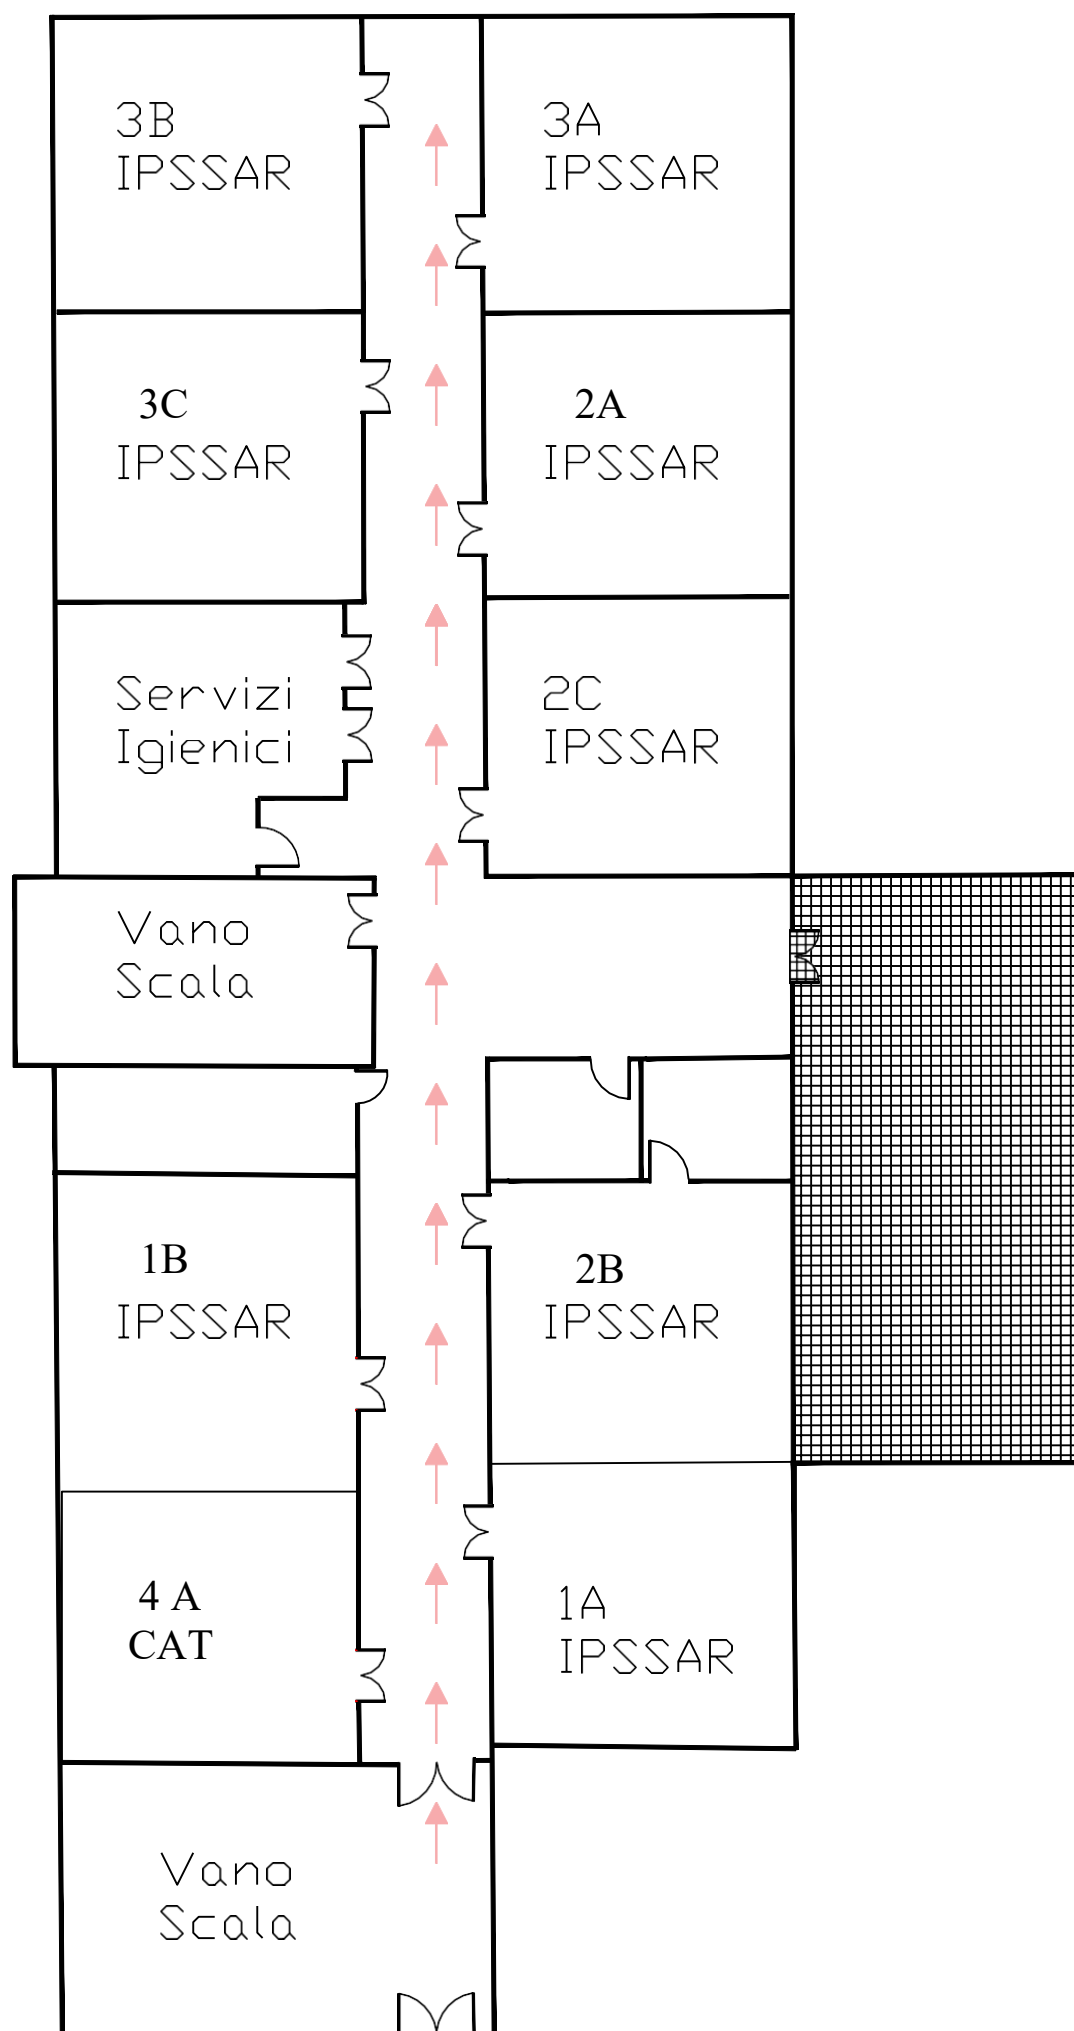 3B
IPSSAR
3A
IPSSAR
3C
IPSSAR
2A
IPSSAR
Servizi
Igienici
2C
IPSSAR
Vano
Scala
1B
IPSSAR
2B
IPSSAR
4 A
CAT
1A
IPSSAR
Vano
Scala